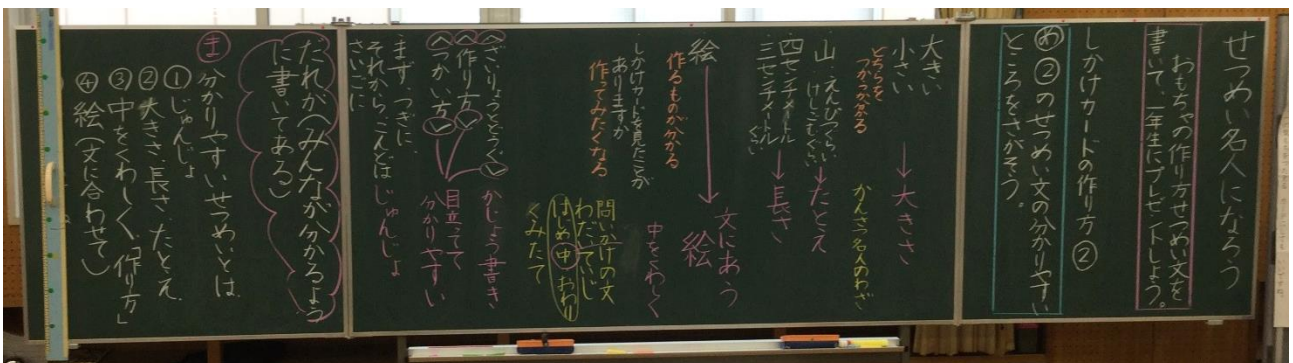 せつめい名人になろう
おもちゃの作り方せつめい文を
書いて、一年生にプレゼントしよう。
しかけカードの作り方 ②
め ②のせつめい文の分かりやすい
ところをさがそう。
大きい
小さい
→大きさ
どちらを
つかうか分かる
かんさつ名人のわざ
山…えんぴつくらい
けしごむくらい
→たとえ
四センチメートル
三センチメートル
くらい
→長さ
絵
→
文にあう
絵
作るものが分かる
中をくわしく
しかけカードを見たことが
ありますか
作ってみたくなる
問いかけの文
わだいていじ
はじめ 中 おわり
くみたて
〈ざいりょうとどうぐ〉
〈作り方〉
〈つかい方〉
かじょう書き
目立ってて
分かりやすい
まず、つぎに、
それから、こんどは
さいごに
じゅんじょ
だれが(みんなが分かるよう
に書いてある)
ま 分かりやすいせつめいとは
①じゅんじょ
②大きさ、長さ、たとえ
③中をくわしく、「作り方」
④絵(文に合わせて)